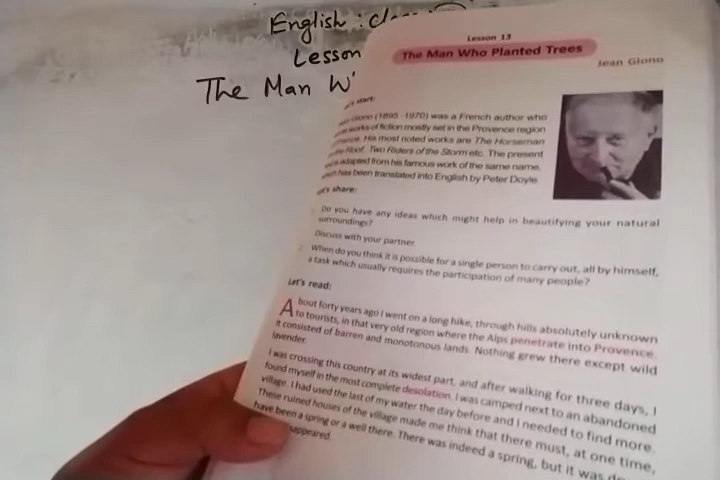 English : class
Lesson
The Man W
Lesson 13
The Man Who Planted Trees
Jean Giono
start:
Giono (1895 -1970) was a French author who
works of fiction mostly set in the Provence region
His most noted works are The Horseman
Roof, Two Riders of the Storm etc. The present
is adapted from his famous work of the same name,
has been translated into English by Peter Doyle.
share:
Do you have any ideas which might help in beautifying your natural
surroundings?
Discuss with your partner
2. When do you think it is possible for a single person to carry out, all by himself,
a task which usually requires the participation of many people?
Let's read:
About forty years ago I went on a long hike, through hills absolutely unknown
to tourists, in that very old region where the Alps penetrate into Provence.
It consisted of barren and monotonous lands. Nothing grew there except wild
lavender.
I was crossing this country at its widest part, and after walking for three days, I
found myself in the most complete desolation. I was camped next to an abandoned
village. I had used the last of my water the day before and I needed to find more.
These ruined houses of the village made me think that there must, at one time,
have been a spring or a well there. There was indeed a spring, but it was